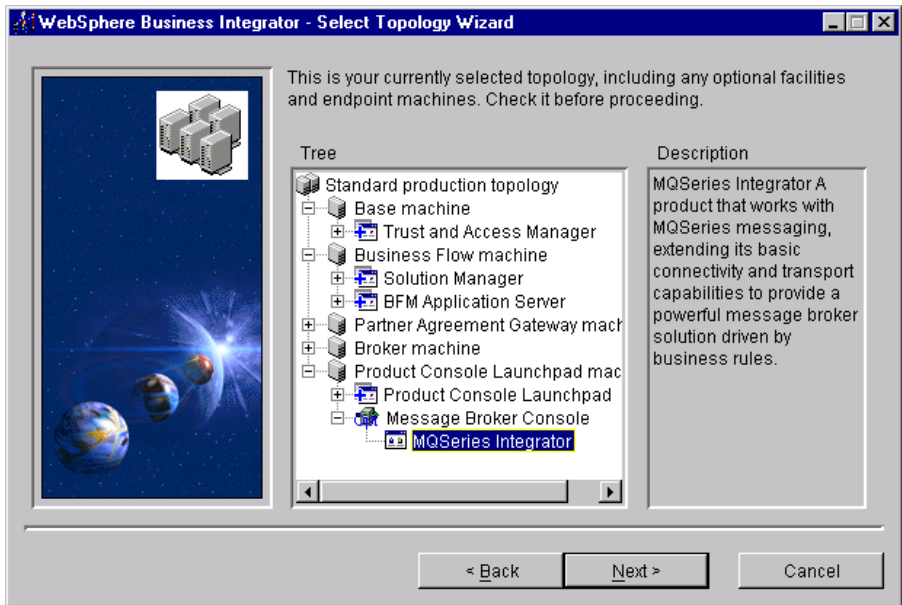 WebSphere Business Integrator - Select Topology Wizard
This is your currently selected topology, including any optional facilities
and endpoint machines. Check it before proceeding.
Tree
Standard production topology
Base machine
Trust and Access Manager
Business Flow machine
Solution Manager
BFM Application Server
Partner Agreement Gateway mach
Broker machine
Product Console Launchpad mac
Product Console Launchpad
Message Broker Console
MQSeries Integrator
Description
MQSeries Integrator A
product that works with
MQSeries messaging,
extending its basic
connectivity and transport
capabilities to provide a
powerful message broker
solution driven by
business rules.
< Back
Next >
Cancel